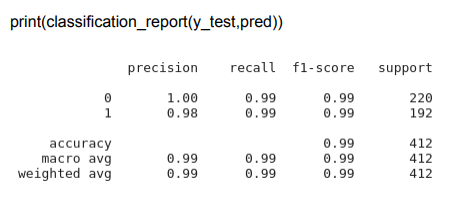 print(classification_report(y_test,pred))
precision recall f1-score support
0 1.00 0.99 0.99 220
1 0.98 0.99 0.99 192
accuracy 0.99 412
macro avg 0.99 0.99 0.99 412
weighted avg 0.99 0.99 0.99 412